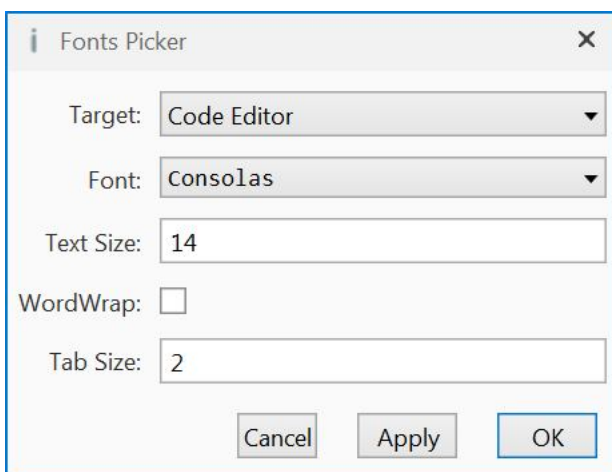 i Fonts Picker
Target: Code Editor
Font: Consolas
Text Size: 14
WordWrap:
Tab Size: 2
Cancel Apply OK